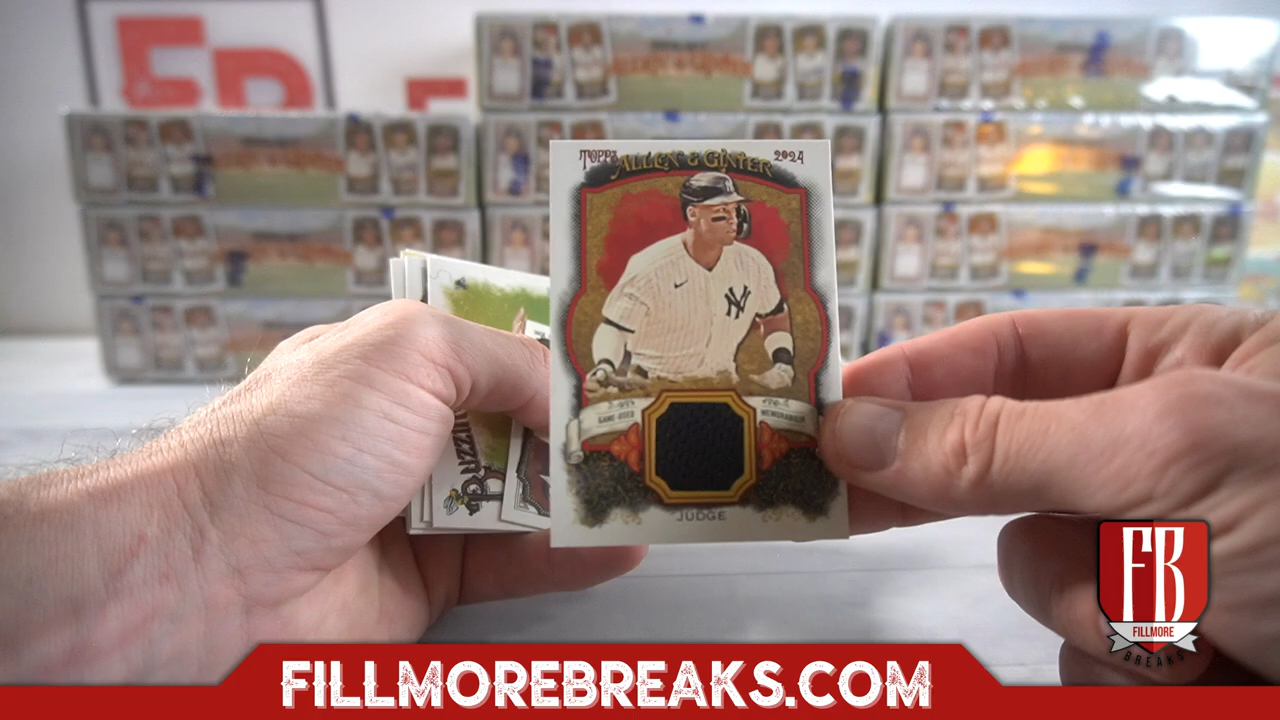 TOPPS ALLEN & GINTER 2024
NY
GAME-USED MEMORABILIA
JUDGE
FB
FILLMORE
BREAKS
FILLMOREBREAKS.COM